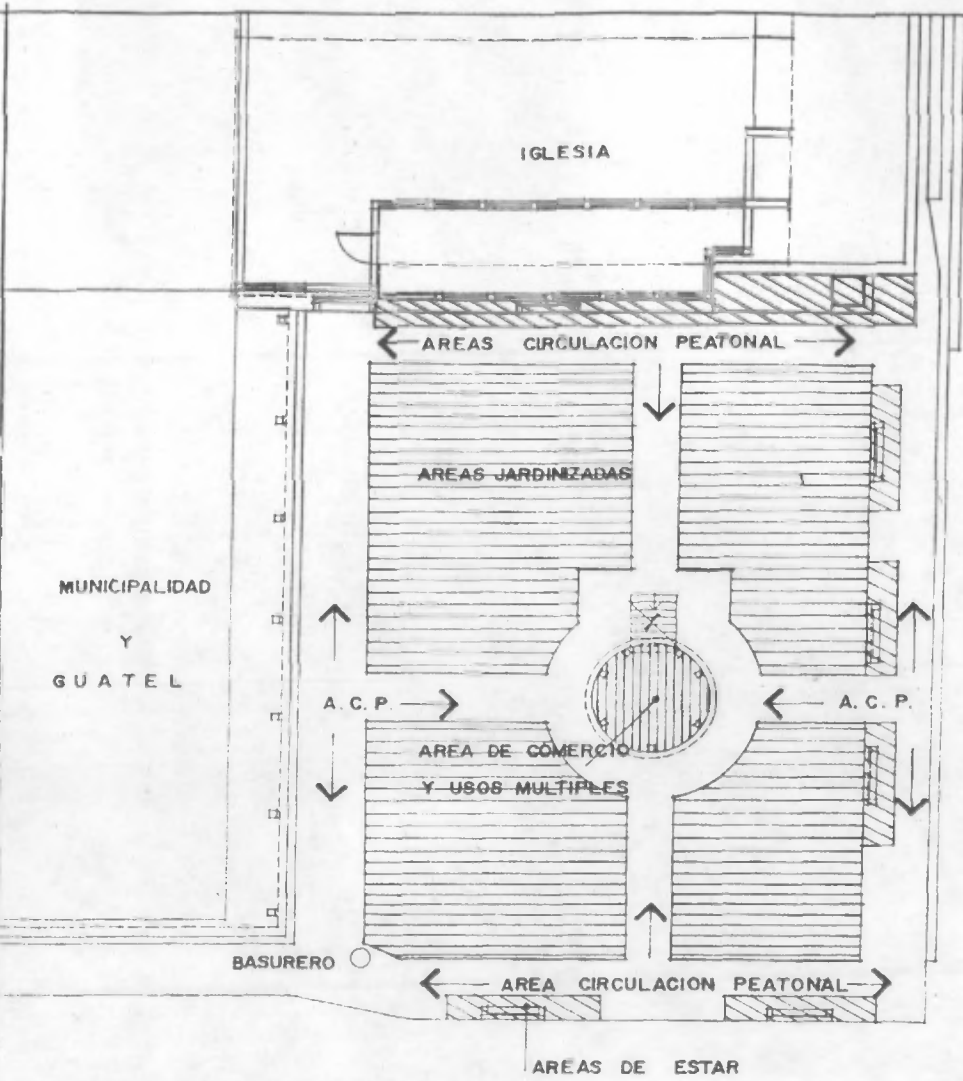 IGLESIA
AREAS CIRCULACION PEATONAL
AREAS JARDINIZADAS
MUNICIPALIDAD
Y
GUATEL
A. C. P.
A. C. P.
AREA DE COMERCIO
Y USOS MULTIPLES
BASURERO
AREA CIRCULACION PEATONAL
AREAS DE ESTAR